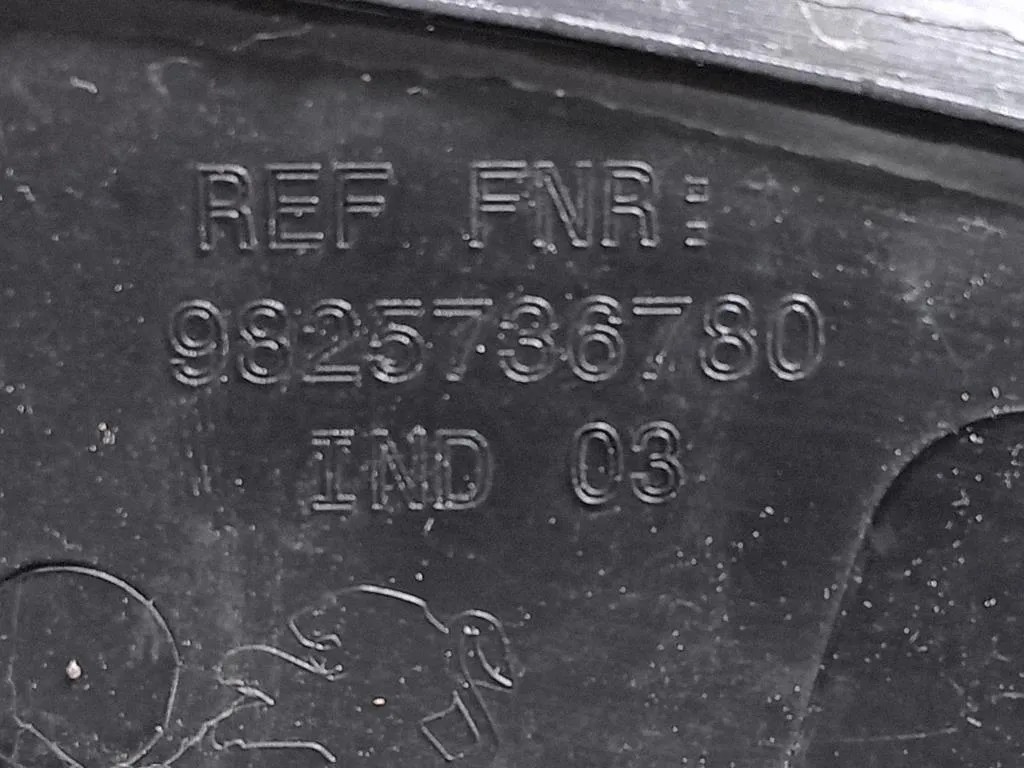 REF FNR:
9825736780
IND 03